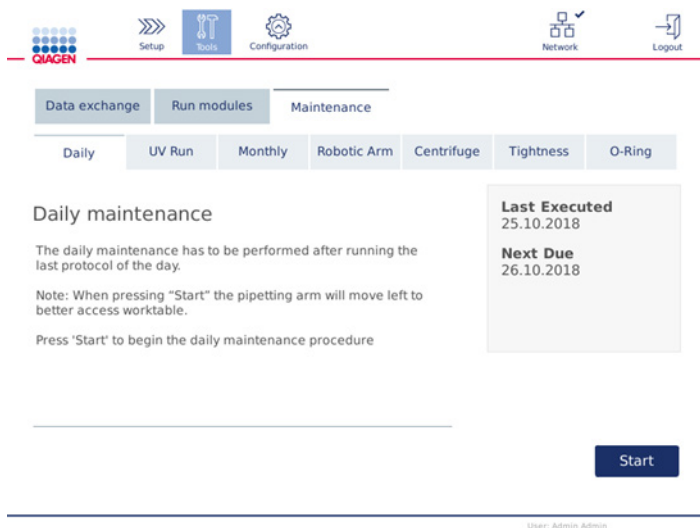 QIAGEN
Setup
Tools
Configuration
Network
Logout
Data exchange
Run modules
Maintenance
Daily
UV Run
Monthly
Robotic Arm
Centrifuge
Tightness
O-Ring
Daily maintenance
The daily maintenance has to be performed after running the
last protocol of the day.
Note: When pressing “Start” the pipetting arm will move left to
better access worktable.
Press 'Start' to begin the daily maintenance procedure
Last Executed
25.10.2018
Next Due
26.10.2018
Start
User: Admin Admin